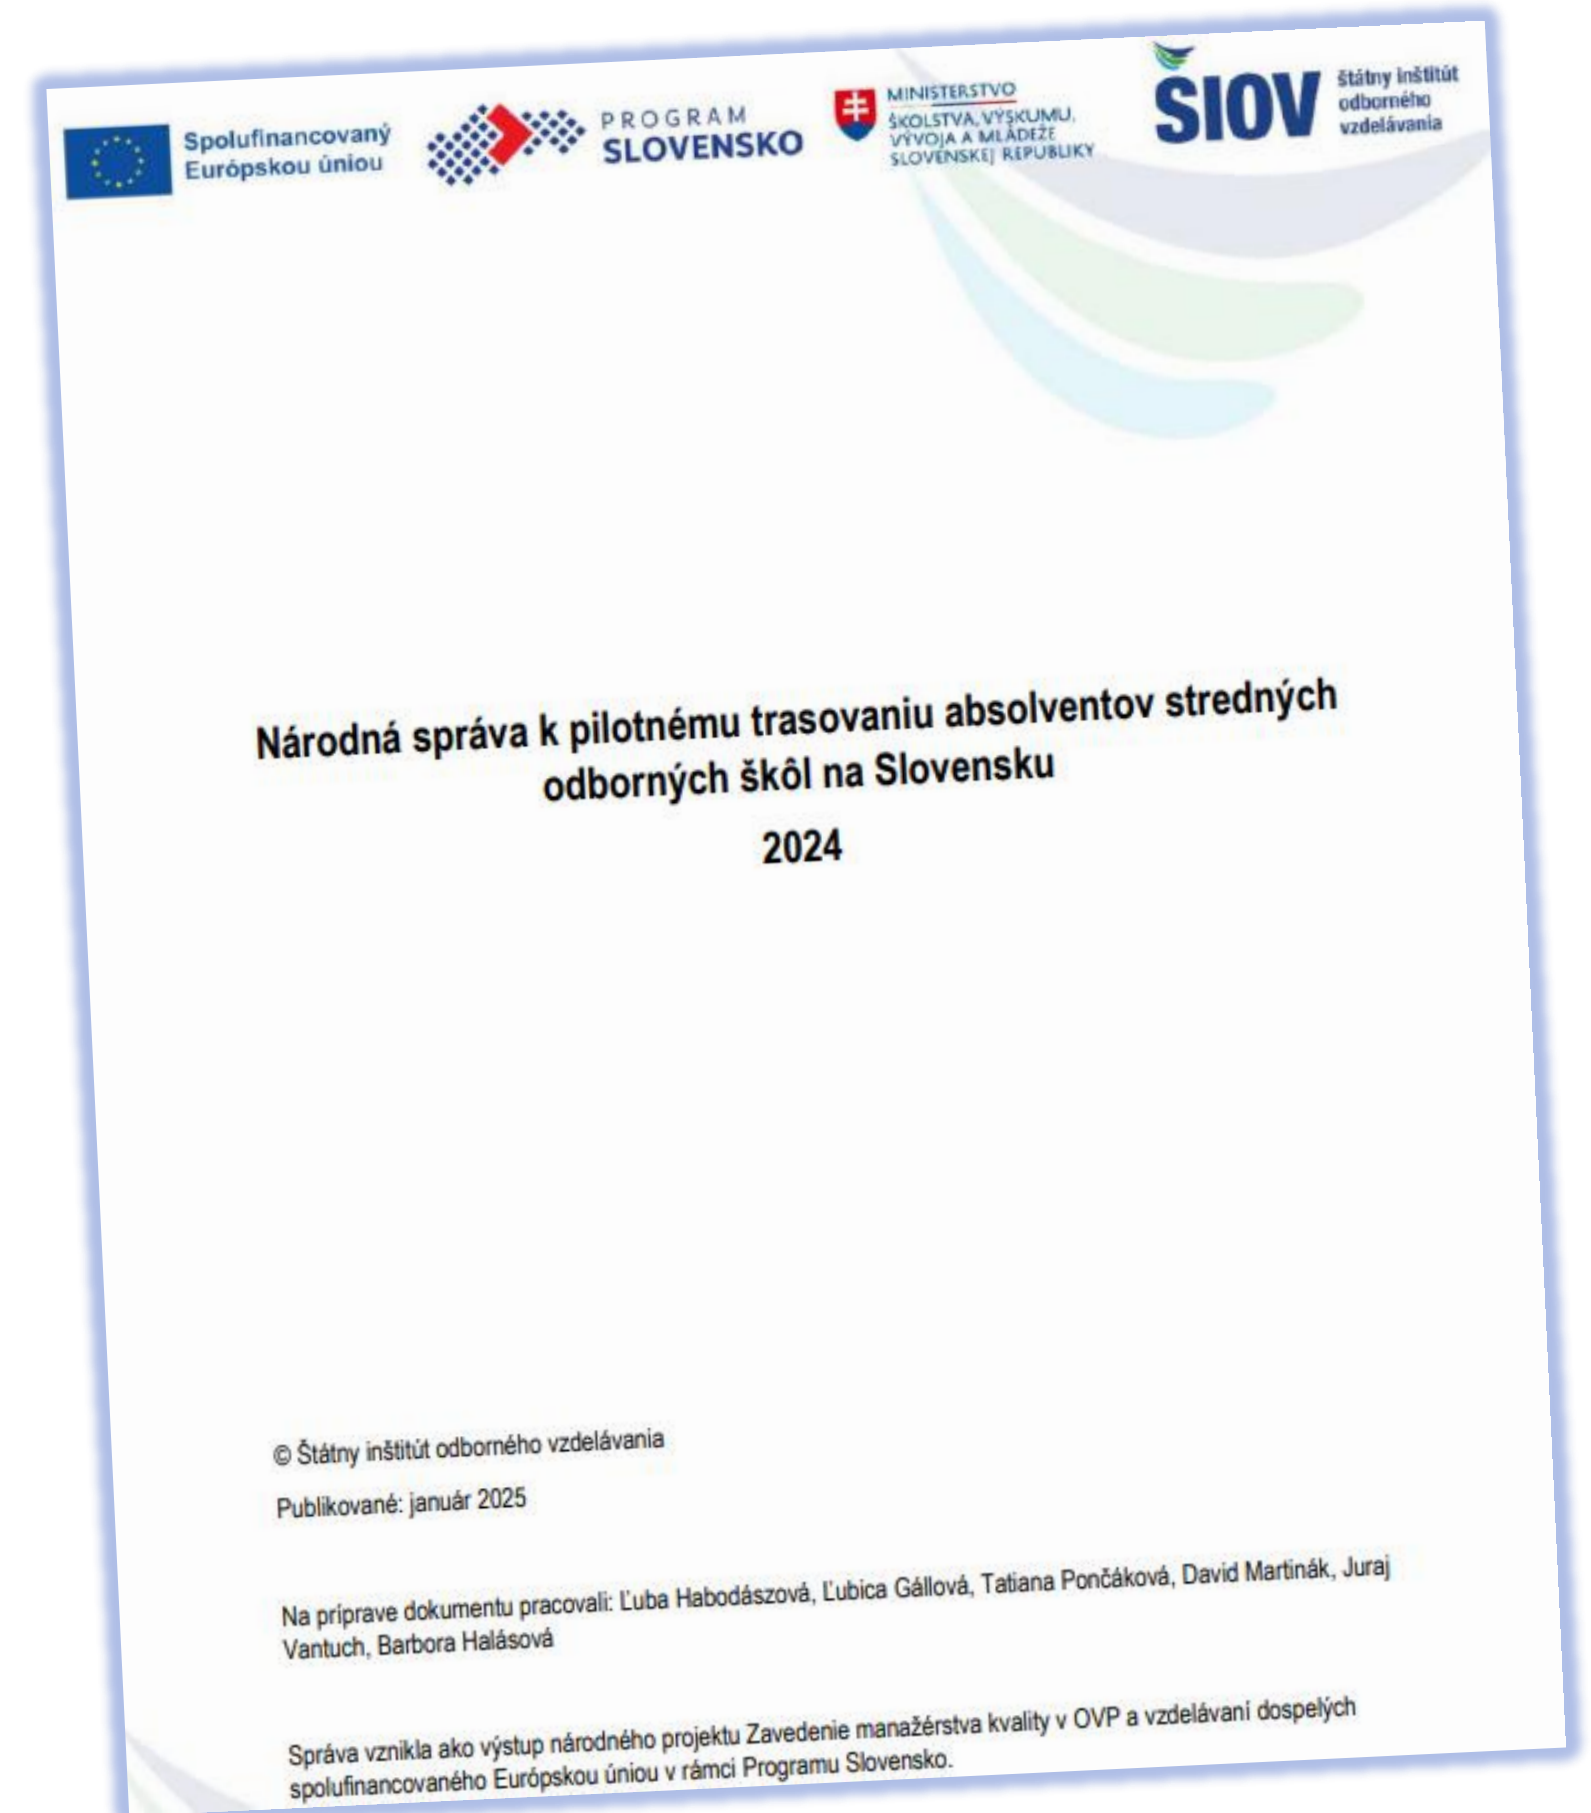 Spolufinancovaný
Európskou úniou
PROGRAM
SLOVENSKO
MINISTERSTVO
ŠKOLSTVA, VÝSKUMU,
VÝVOJA A MLÁDEŽE
SLOVENSKEJ REPUBLIKY
ŠIOV
štátny inštitút
odborného
vzdelávania
Národná správa k pilotnému trasovaniu absolventov stredných
odborných škôl na Slovensku
2024
© Štátny inštitút odborného vzdelávania
Publikované: január 2025
Na príprave dokumentu pracovali: Ľuba Habodászová, Ľubica Gállová, Tatiana Pončáková, David Martinák, Juraj
Vantuch, Barbora Halásová
Správa vznikla ako výstup národného projektu Zavedenie manažérstva kvality v OVP a vzdelávaní dospelých
spolufinancovaného Európskou úniou v rámci Programu Slovensko.